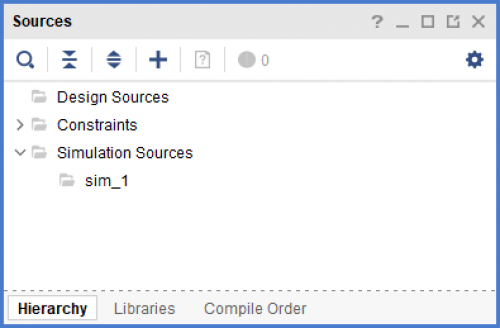 Sources
? 
? 0
Design Sources
Constraints
Simulation Sources
sim_1
Hierarchy Libraries Compile Order